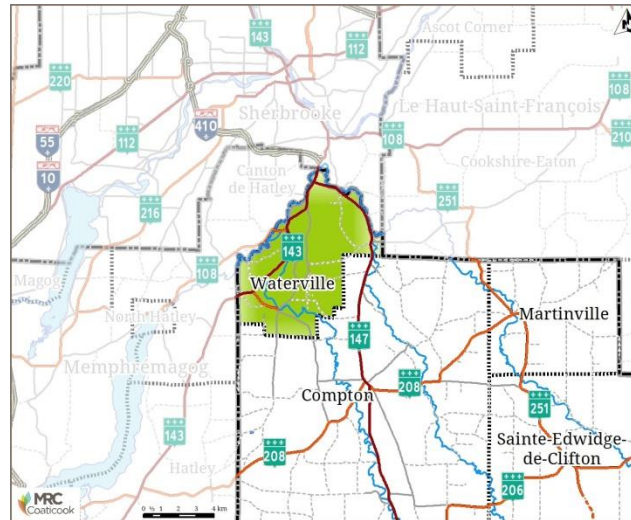 143
112
Ascot Corner
220
Sherbrooke
Le Haut-Saint-François
108
55
410
112
108
210
10
Canton
de Hatley
Cookshire-Eaton
216
251
143
108
Waterville
Magog
North Hatley
Martinville
147
Memphremagog
208
Compton
251
143
Sainte-Edwidge-
de-Clifton
208
Hatley
206
MRC
Coaticook
0 ½ 1 2 3 4 km